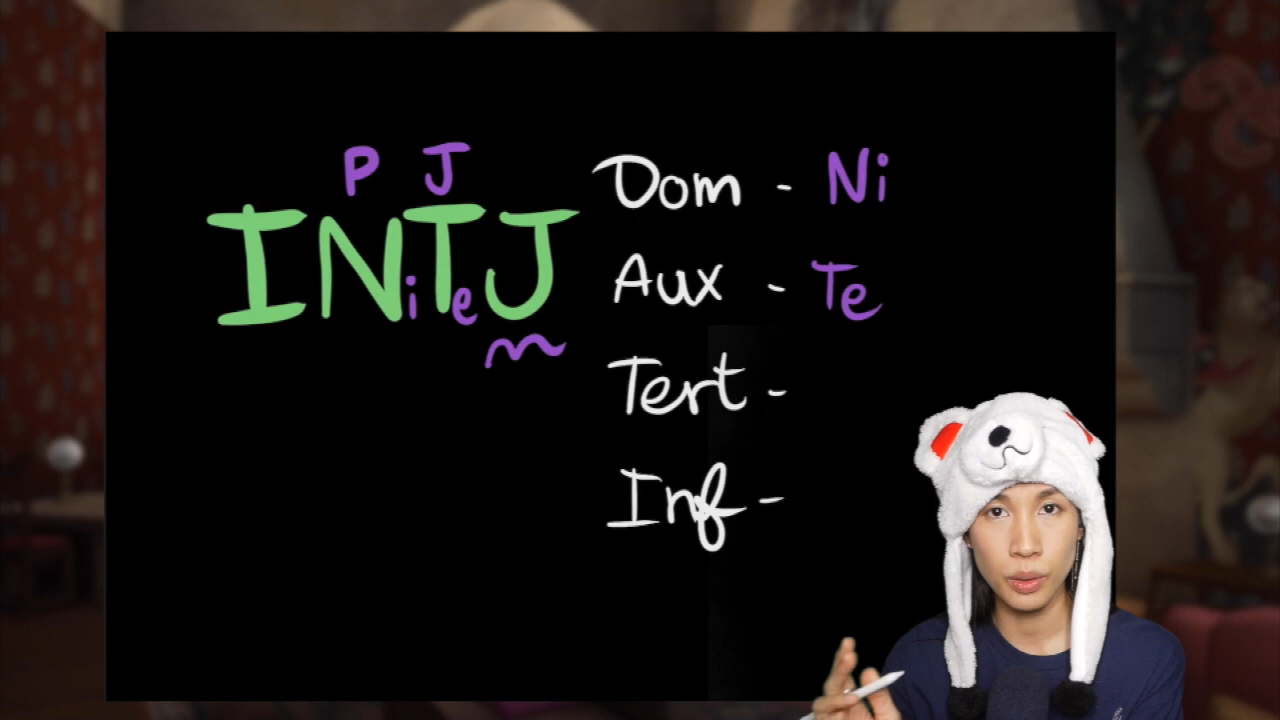 P J
INiTeJ
Dom - Ni
Aux - Te
Tert -
Inf -